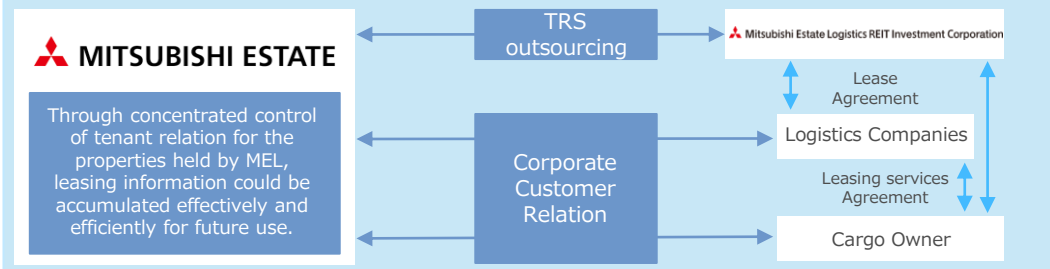 MITSUBISHI ESTATE
Through concentrated control
of tenant relation for the
properties held by MEL,
leasing information could be
accumulated effectively and
efficiently for future use.
TRS
outsourcing
Corporate
Customer
Relation
Mitsubishi Estate Logistics REIT Investment Corporation
Lease
Agreement
Logistics Companies
Leasing services
Agreement
Cargo Owner